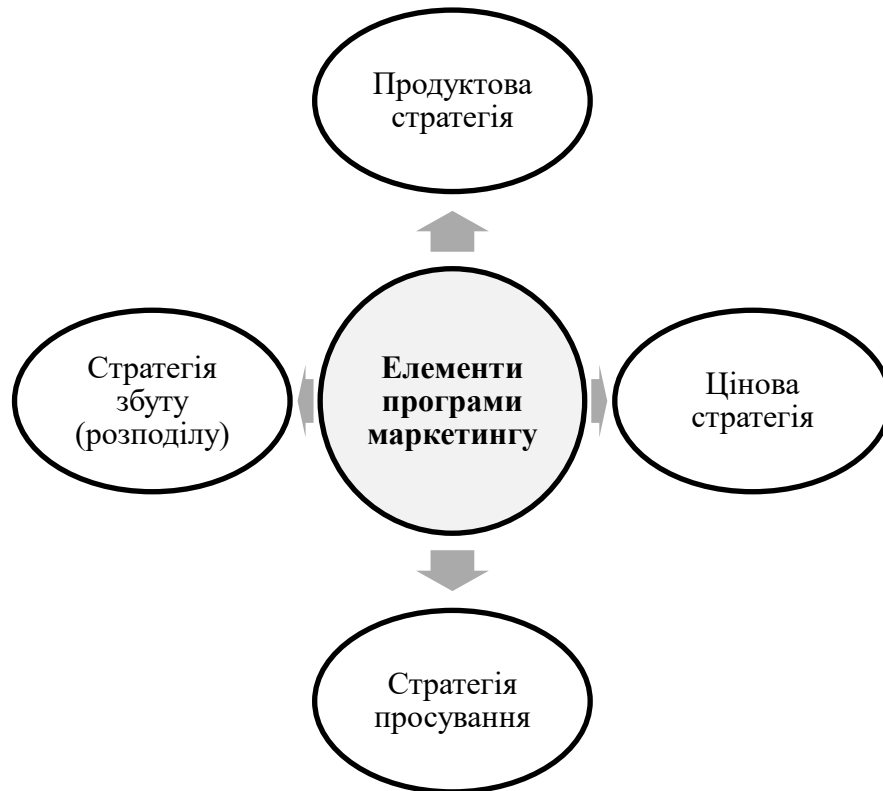 Продуктова
стратегія
Стратегія
збуту
(розподілу)
Елементи
програми
маркетингу
Цінова
стратегія
Стратегія
просування